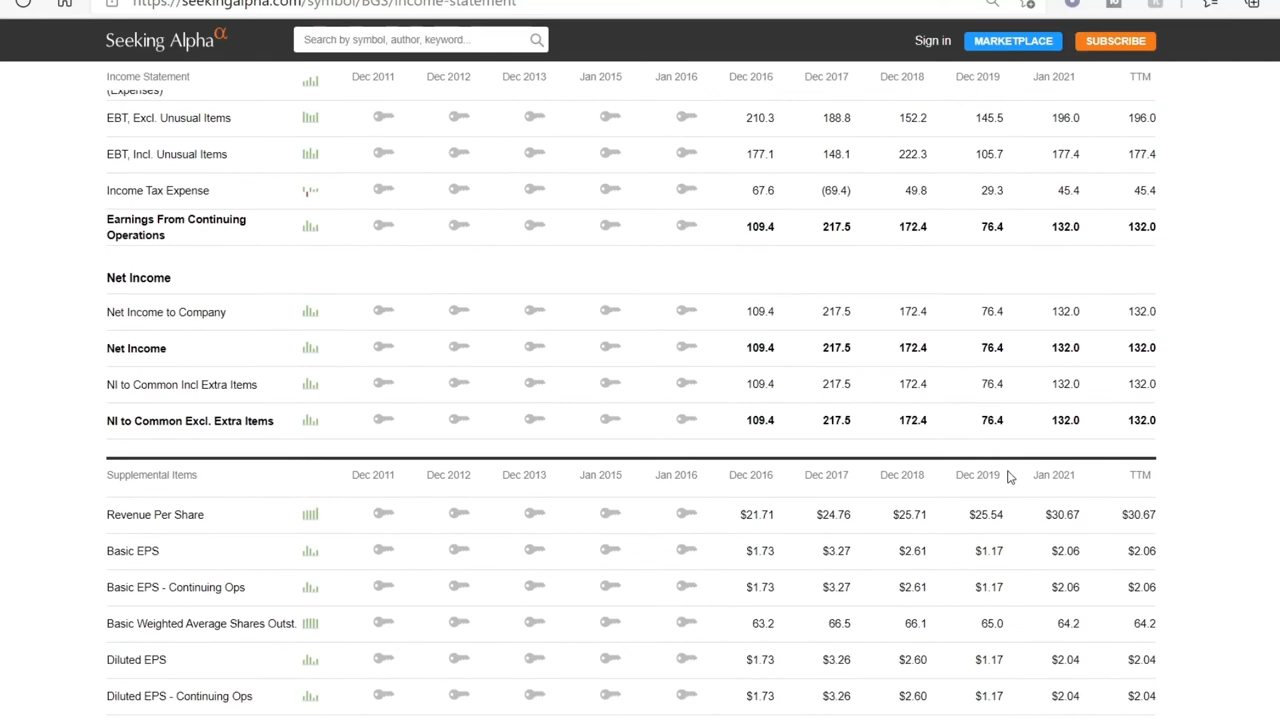 https://seekingalpha.com/symbol/BGS/income-statement
Seeking Alpha α Search by symbol, author, keyword... Sign in MARKETPLACE SUBSCRIBE
Income Statement Dec 2011 Dec 2012 Dec 2013 Jan 2015 Jan 2016 Dec 2016 Dec 2017 Dec 2018 Dec 2019 Jan 2021 TTM
(Expenses)
EBT, Excl. Unusual Items 210.3 188.8 152.2 145.5 196.0 196.0
EBT, Incl. Unusual Items 177.1 148.1 222.3 105.7 177.4 177.4
Income Tax Expense 67.6 (69.4) 49.8 29.3 45.4 45.4
Earnings From Continuing
Operations 109.4 217.5 172.4 76.4 132.0 132.0
Net Income
Net Income to Company 109.4 217.5 172.4 76.4 132.0 132.0
Net Income 109.4 217.5 172.4 76.4 132.0 132.0
NI to Common Incl Extra Items 109.4 217.5 172.4 76.4 132.0 132.0
NI to Common Excl. Extra Items 109.4 217.5 172.4 76.4 132.0 132.0
Supplemental Items Dec 2011 Dec 2012 Dec 2013 Jan 2015 Jan 2016 Dec 2016 Dec 2017 Dec 2018 Dec 2019 Jan 2021 TTM
Revenue Per Share $21.71 $24.76 $25.71 $25.54 $30.67 $30.67
Basic EPS $1.73 $3.27 $2.61 $1.17 $2.06 $2.06
Basic EPS - Continuing Ops $1.73 $3.27 $2.61 $1.17 $2.06 $2.06
Basic Weighted Average Shares Outst. 63.2 66.5 66.1 65.0 64.2 64.2
Diluted EPS $1.73 $3.26 $2.60 $1.17 $2.04 $2.04
Diluted EPS - Continuing Ops $1.73 $3.26 $2.60 $1.17 $2.04 $2.04